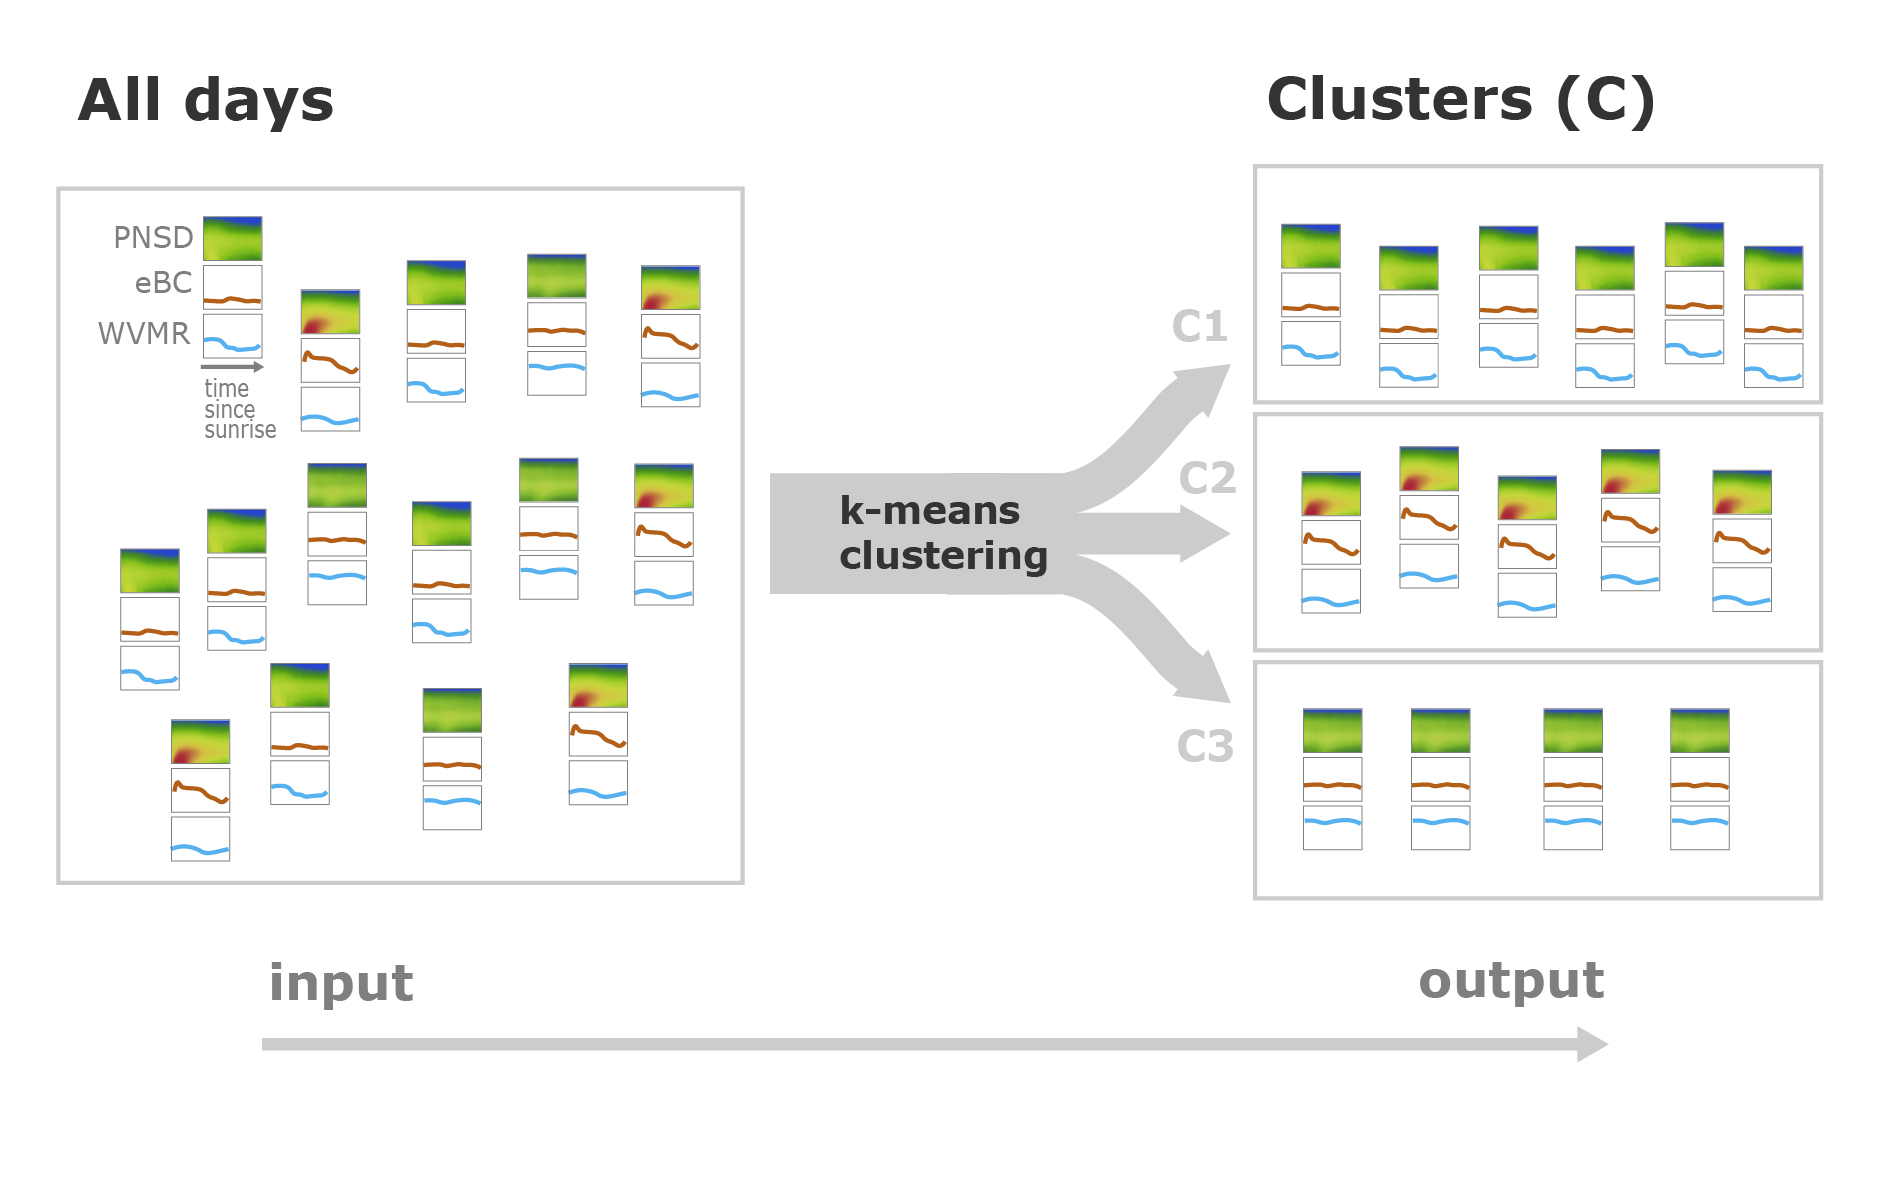 All days
Clusters (C)
PNSD
eBC
WVMR
time
since
sunrise
k-means
clustering
C1
C2
C3
input
output